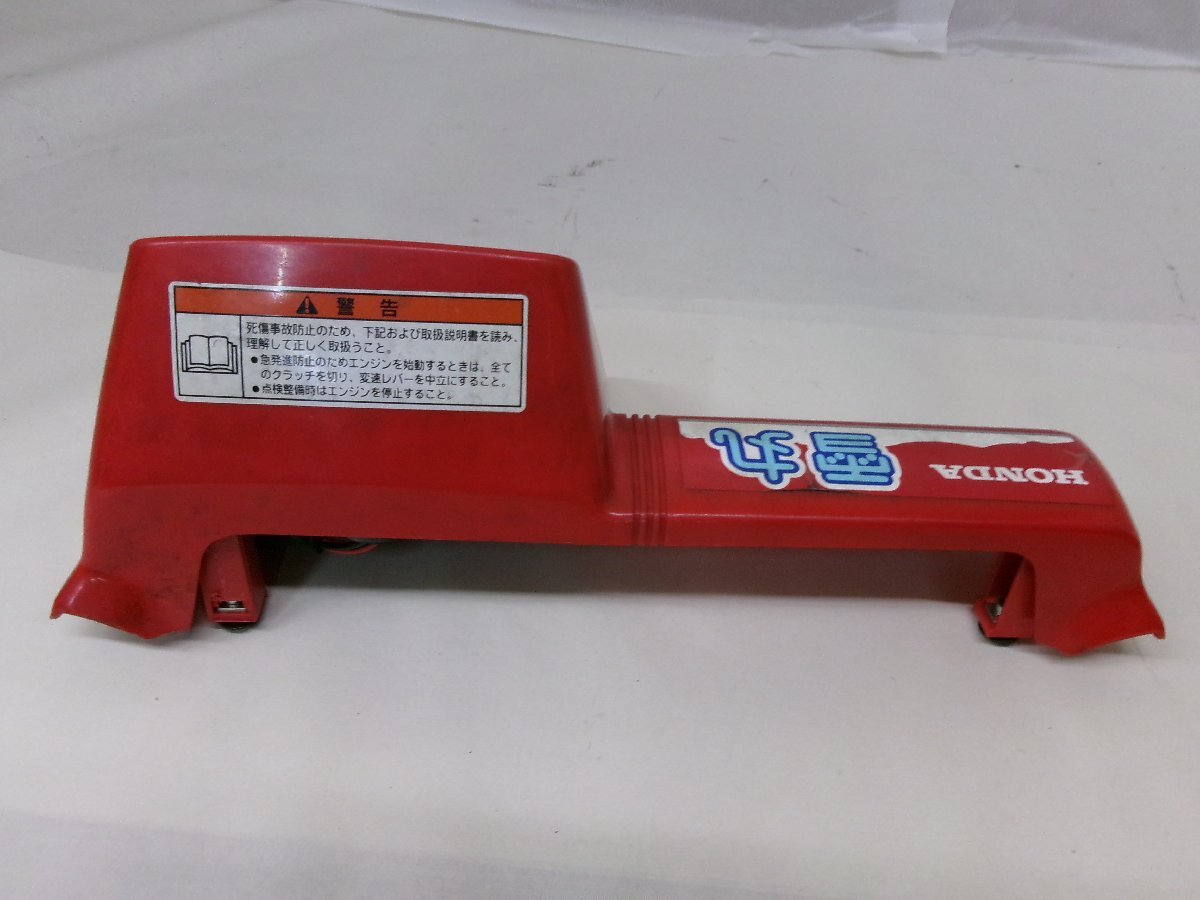 警告
死傷事故防止のため、下記および取扱説明書を読み、
理解して正しく取扱うこと。
●急発進防止のためエンジンを始動するときは、全て
のクラッチを切り、変速レバーを中立にすること。
●点検整備時はエンジンを停止すること。
HONDA
雪丸